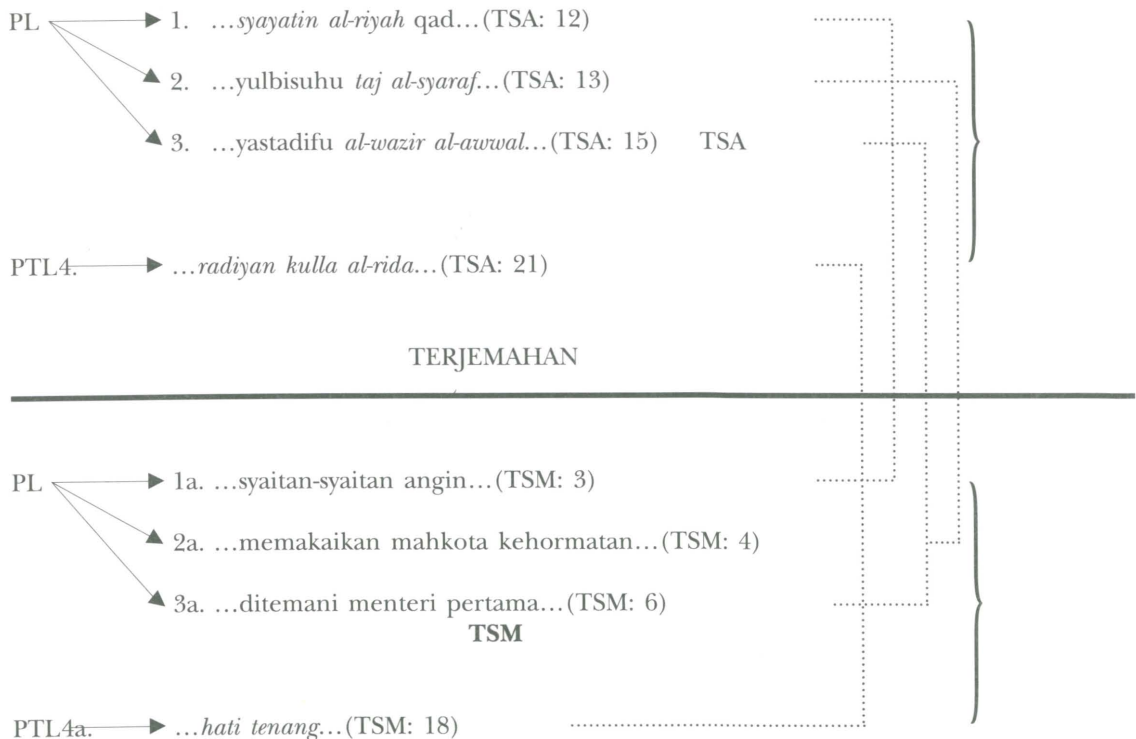 PL 1. ...syayatin al-riyah qad...(TSA: 12)
2. ...yulbisuhu taj al-syaraf...(TSA: 13)
3. ...yastadifu al-wazir al-awwal...(TSA: 15) TSA
PTL4. ...radiyan kulla al-rida...(TSA: 21)
TERJEMAHAN
PL 1a. ...syaitan-syaitan angin...(TSM: 3)
2a. ...memakaikan mahkota kehormatan...(TSM: 4)
3a. ...ditemani menteri pertama...(TSM: 6)
TSM
PTL4a. ...hati tenang...(TSM: 18)